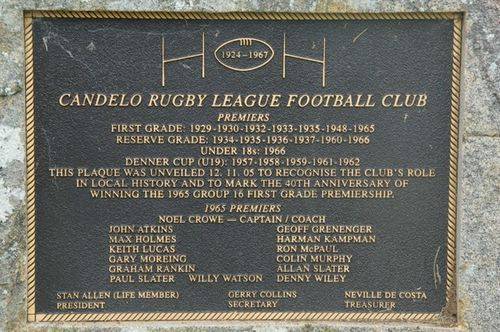 1924-1967
CANDELO RUGBY LEAGUE FOOTBALL CLUB
PREMIERS
FIRST GRADE: 1929-1930-1932-1933-1935-1948-1965
RESERVE GRADE: 1934-1935-1936-1937-1960-1966
UNDER 18s: 1966
DENNER CUP (U19): 1957-1958-1959-1961-1962
THIS PLAQUE WAS UNVEILED 12. 11. 05 TO RECOGNISE THE CLUB'S ROLE
IN LOCAL HISTORY AND TO MARK THE 40TH ANNIVERSARY OF
WINNING THE 1965 GROUP 16 FIRST GRADE PREMIERSHIP.
1965 PREMIERS
NOEL CROWE — CAPTAIN / COACH
JOHN ATKINS GEOFF GRENENGER
MAX HOLMES HARMAN KAMPMAN
KEITH LUCAS RON McPAUL
GARY MOREING COLIN MURPHY
GRAHAM RANKIN ALLAN SLATER
PAUL SLATER WILLY WATSON DENNY WILEY
STAN ALLEN (LIFE MEMBER) GERRY COLLINS NEVILLE DE COSTA
PRESIDENT SECRETARY TREASURER